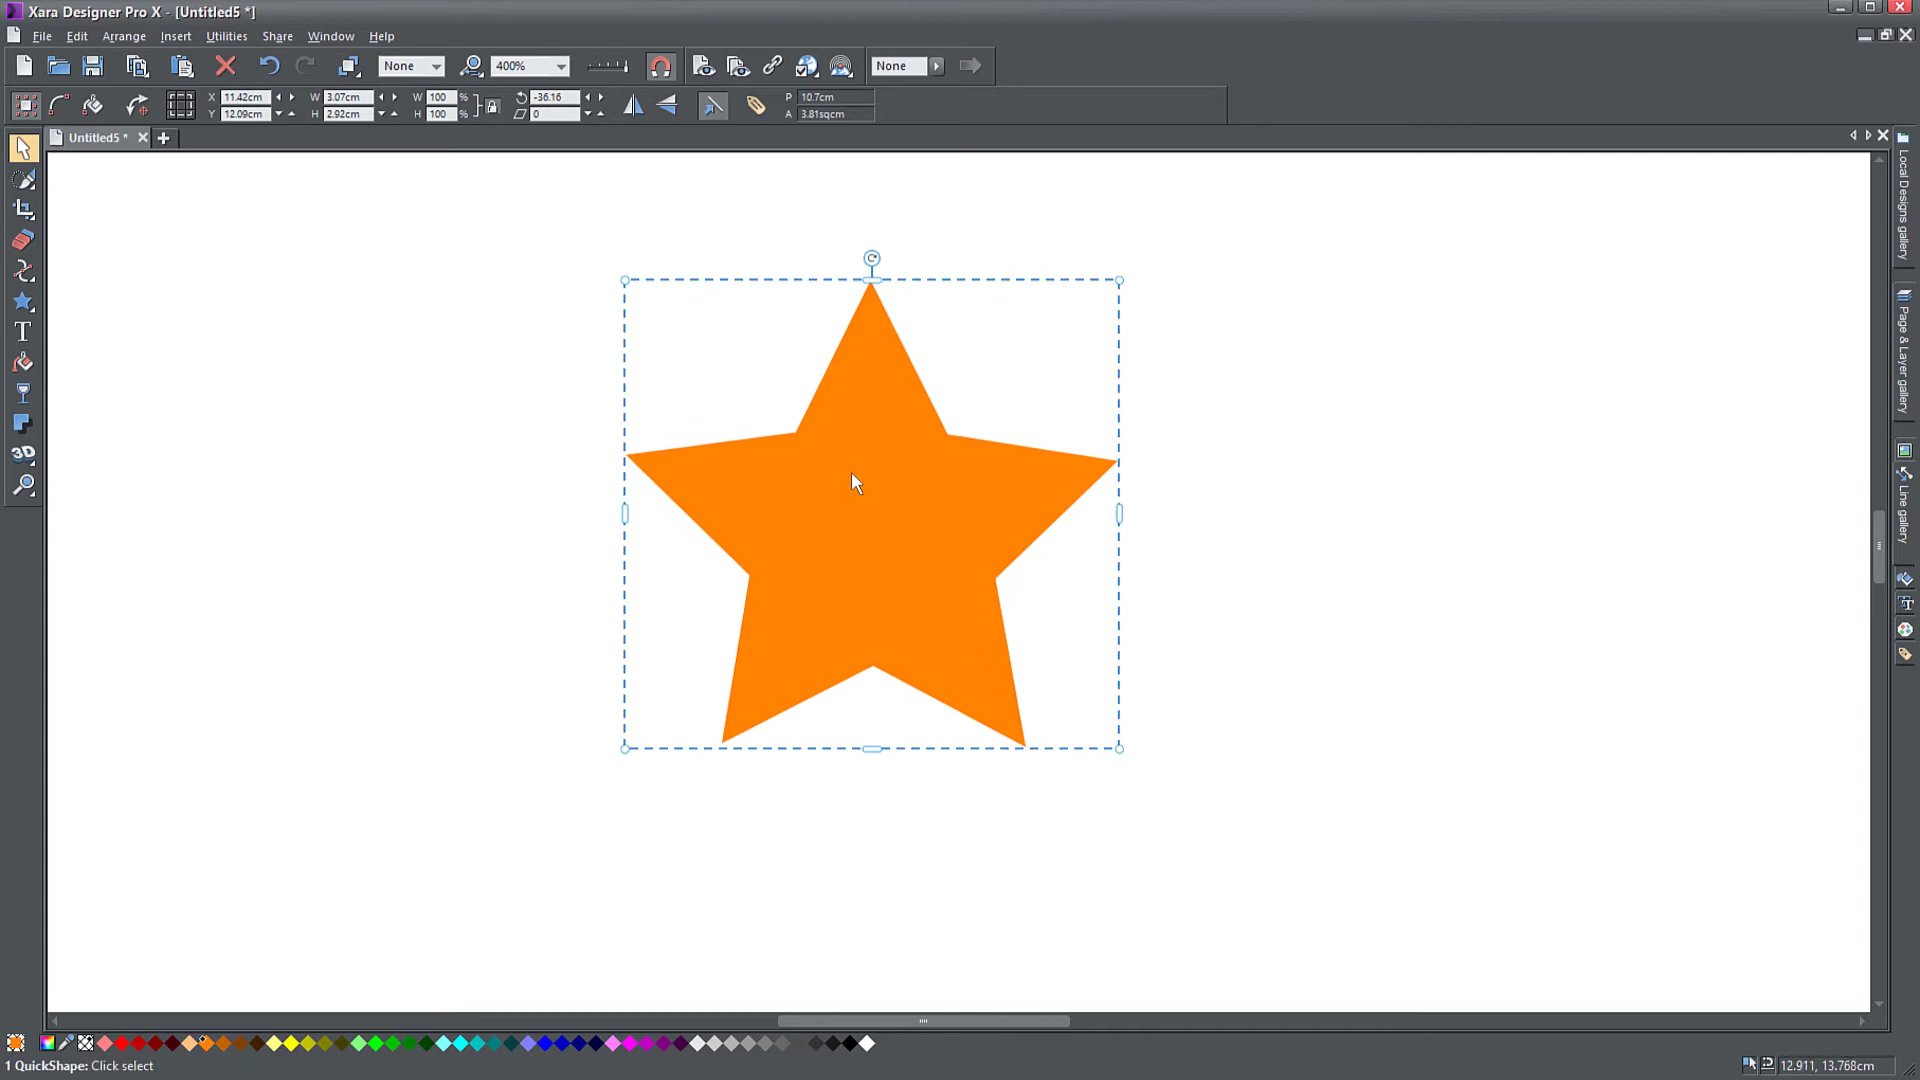 Xara Designer Pro X - [Untitled5 *]
File Edit Arrange Insert Utilities Share Window Help
None 400% None
X 11.42cm W 3.07cm W 100 % -36.16 P 10.7cm
Y 12.09cm H 2.92cm H 100 % 0 A 3.81sqcm
Untitled5 *
T
3D
Local Designs gallery
Page & Layer gallery
Line gallery
1 QuickShape: Click select
12.911, 13.768cm